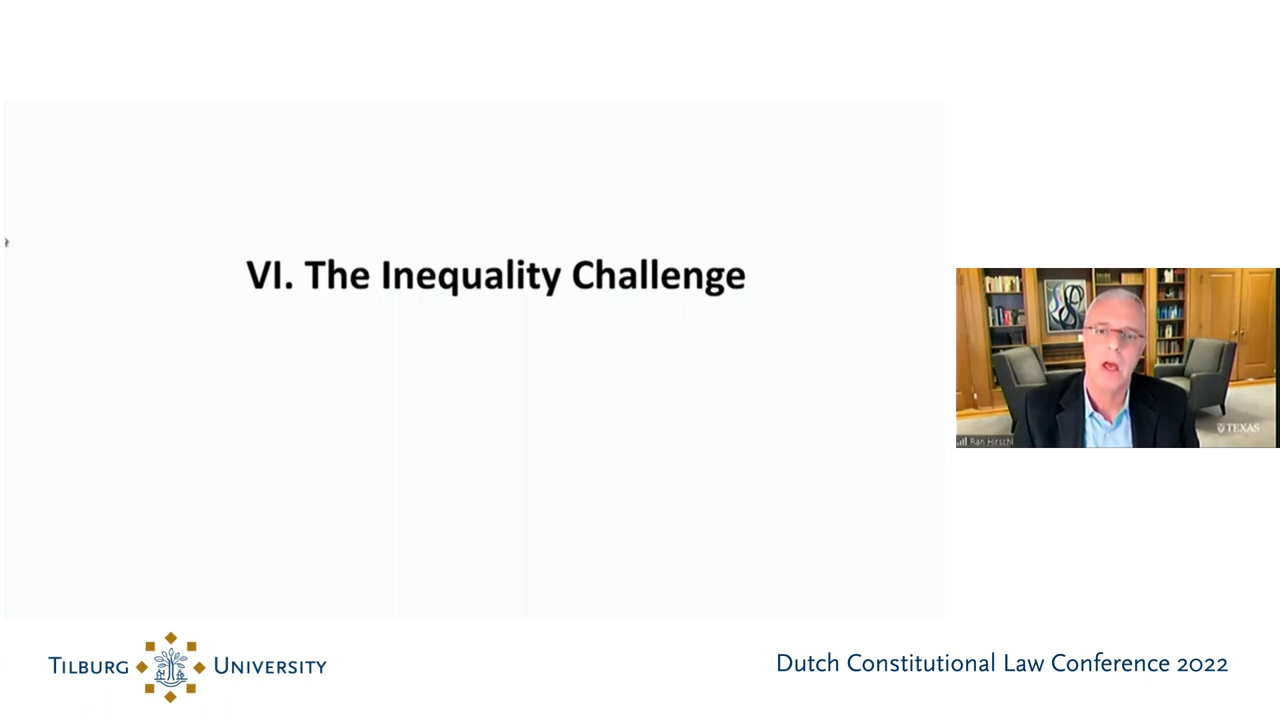 VI. The Inequality Challenge
Ran Hirschl
TEXAS
TILBURG UNIVERSITY
Dutch Constitutional Law Conference 2022